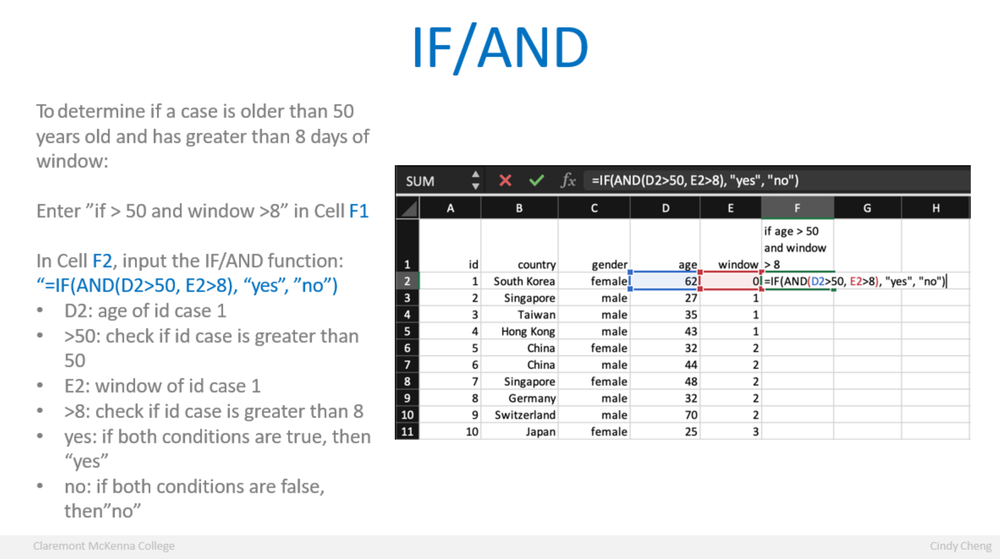 IF/AND
To determine if a case is older than 50
years old and has greater than 8 days of
window:
Enter ”if > 50 and window >8” in Cell F1
In Cell F2, input the IF/AND function:
“=IF(AND(D2>50, E2>8), “yes”, ”no”)
• D2: age of id case 1
• >50: check if id case is greater than
50
• E2: window of id case 1
• >8: check if id case is greater than 8
• yes: if both conditions are true, then
“yes”
• no: if both conditions are false,
then”no”
SUM fx =IF(AND(D2>50, E2>8), "yes", "no")
A B C D E F G H
if age > 50
and window
1 id country gender age window > 8
2 1 South Korea female 62 0 =IF(AND(D2>50, E2>8), "yes", "no")
3 2 Singapore male 27 1
4 3 Taiwan male 35 1
5 4 Hong Kong male 43 1
6 5 China female 32 2
7 6 China male 44 2
8 7 Singapore female 48 2
9 8 Germany male 32 2
10 9 Switzerland male 70 2
11 10 Japan female 25 3
Claremont McKenna College
Cindy Cheng